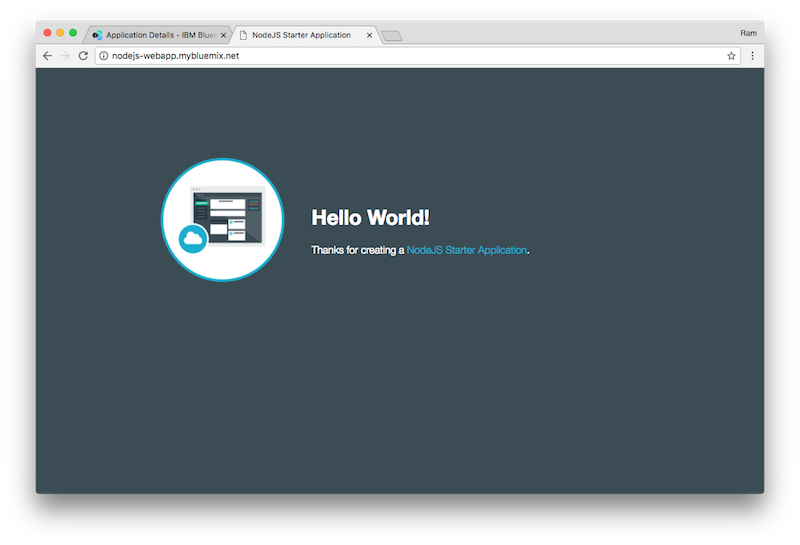 Application Details - IBM Bluem
NodeJS Starter Application
Ram
nodejs-webapp.mybluemix.net
Hello World!
Thanks for creating a NodeJS Starter Application.